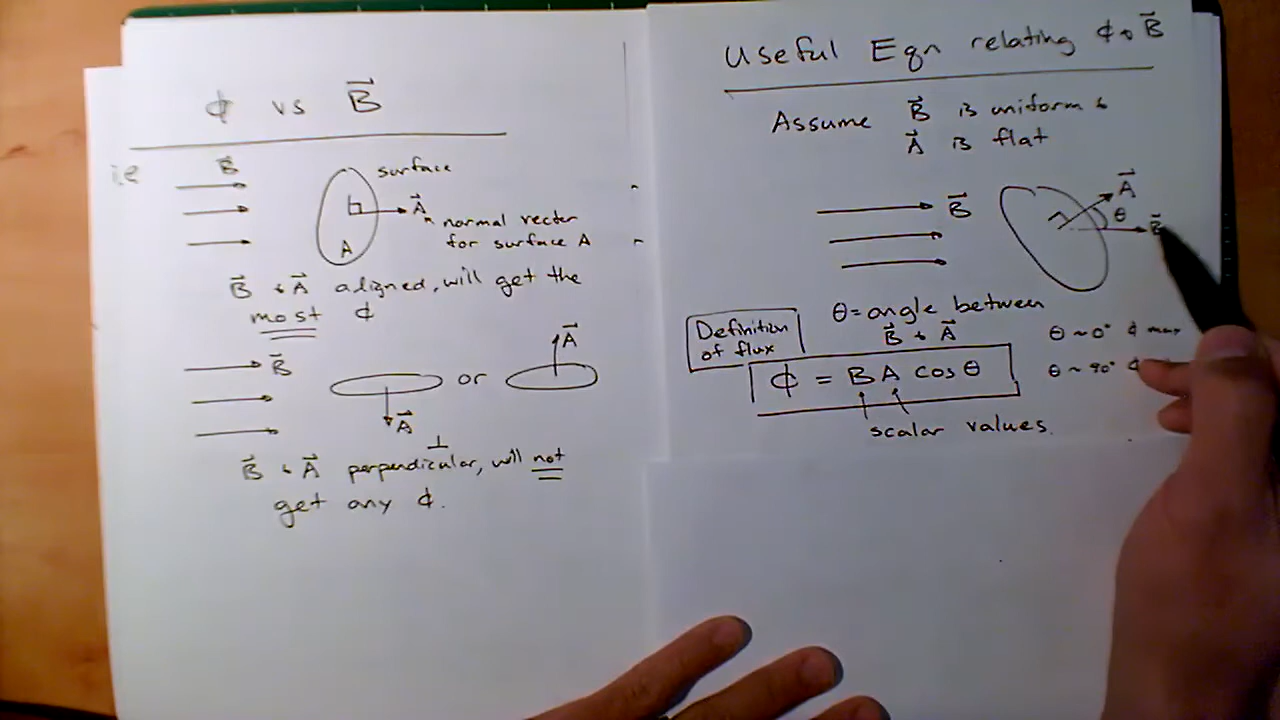 ɸ vs B⃗
i.e
B⃗
surface
A⃗
normal vector
for surface A
A
B⃗ & A⃗ aligned, will get the
most ɸ
B⃗
A⃗
or
A⃗
⊥
B⃗ & A⃗ perpendicular, will not
get any ɸ.
Useful Eqn relating ɸ & B⃗
Assume B⃗ is uniform &
A⃗ is flat
B⃗
A⃗
θ
B⃗
θ = angle between
B⃗ & A⃗
Definition
of flux
ɸ = BA cos θ
scalar values.
θ ~ 0° ɸ max
θ ~ 90° ɸ